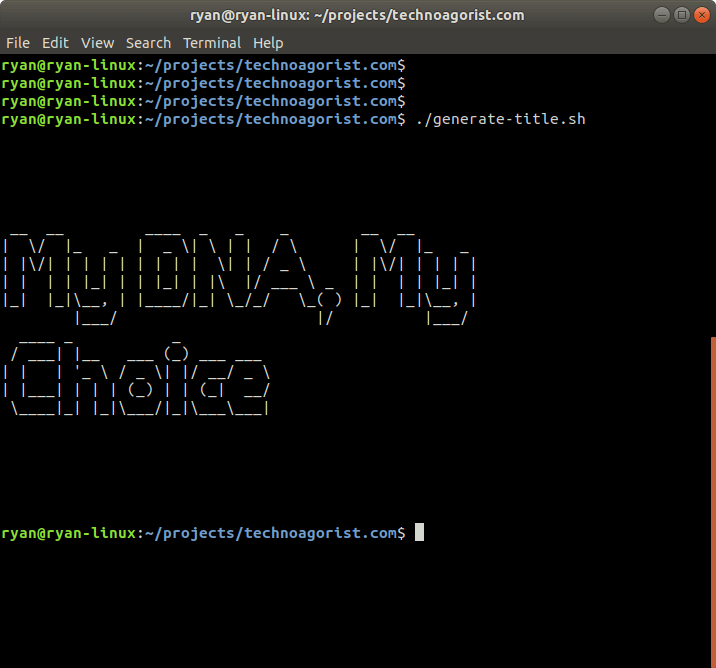 ryan@ryan-linux: ~/projects/technoagorist.com
File Edit View Search Terminal Help
ryan@ryan-linux:~/projects/technoagorist.com$
ryan@ryan-linux:~/projects/technoagorist.com$
ryan@ryan-linux:~/projects/technoagorist.com$
ryan@ryan-linux:~/projects/technoagorist.com$ ./generate-title.sh
My DNA, My
Choice
ryan@ryan-linux:~/projects/technoagorist.com$